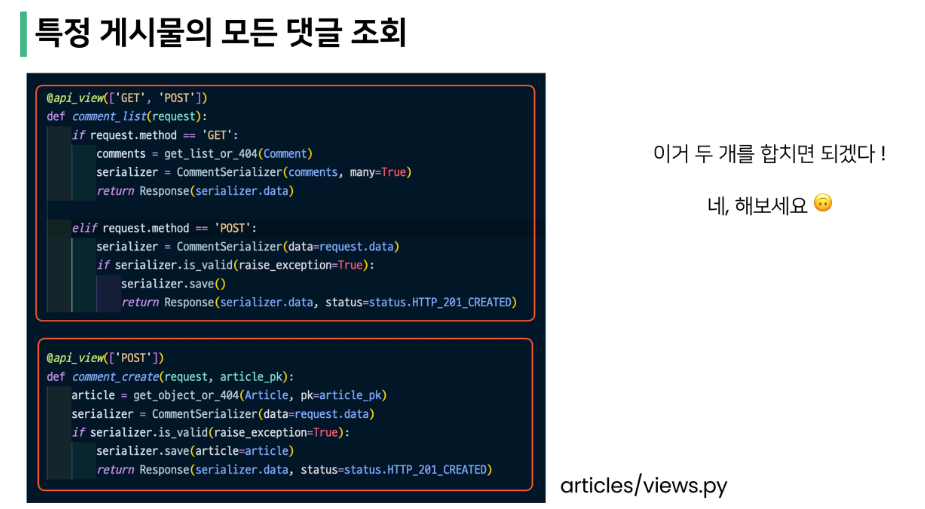 특정 게시물의 모든 댓글 조회
@api_view(['GET', 'POST'])
def comment_list(request):
    if request.method == 'GET':
        comments = get_list_or_404(Comment)
        serializer = CommentSerializer(comments, many=True)
        return Response(serializer.data)
    elif request.method == 'POST':
        serializer = CommentSerializer(data=request.data)
        if serializer.is_valid(raise_exception=True):
            serializer.save()
            return Response(serializer.data, status=status.HTTP_201_CREATED)
@api_view(['POST'])
def comment_create(request, article_pk):
    article = get_object_or_404(Article, pk=article_pk)
    serializer = CommentSerializer(data=request.data)
    if serializer.is_valid(raise_exception=True):
        serializer.save(article=article)
        return Response(serializer.data, status=status.HTTP_201_CREATED)
이거 두 개를 합치면 되겠다 !
네, 해보세요 🙃
articles/views.py